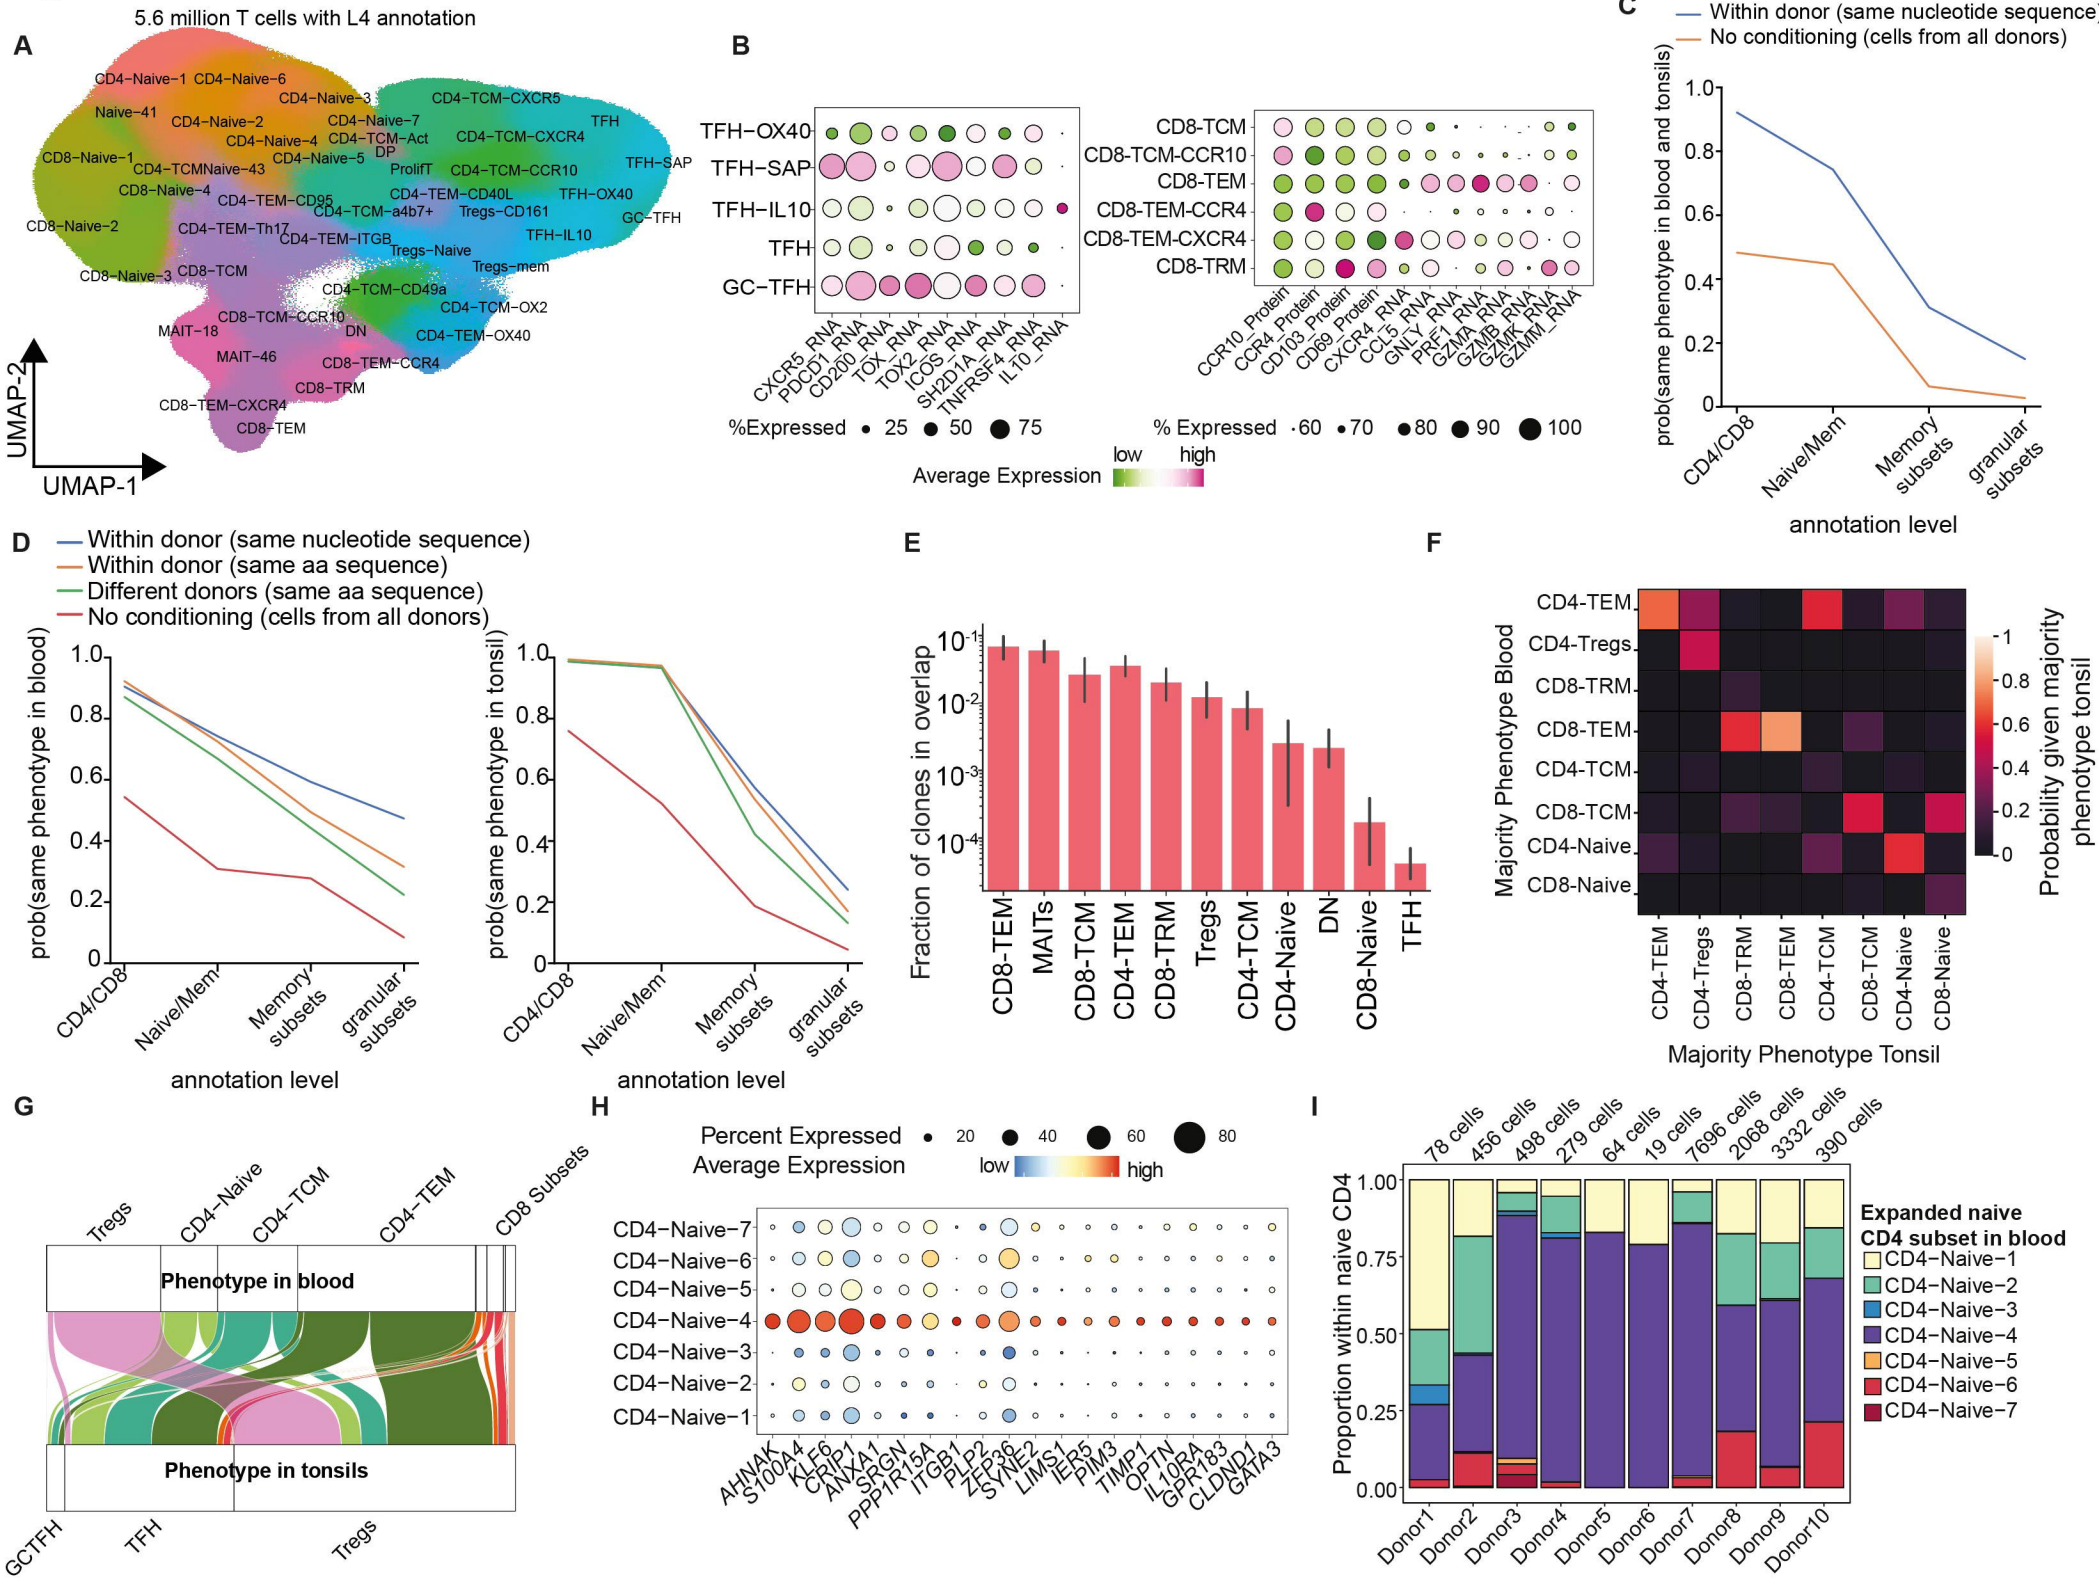 A
5.6 million T cells with L4 annotation
CD4−Naive−1
CD4−Naive−6
CD4−Naive−3
CD4−TCM−CXCR5
Naive−41
CD4−Naive−2
CD4−Naive−7
TFH
CD4−Naive−4
CD4−TCM−Act
CD4−TCM−CXCR4
DP
CD8−Naive−1
CD4−Naive−5
TFH−SAP
CD4−TCMNaive−43
ProlifT
CD4−TCM−CCR10
CD8−Naive−4
CD4−TEM−CD95
CD4−TEM−CD40L
TFH−OX40
CD4−TCM−a4b7+
Tregs−CD161
GC−TFH
CD8−Naive−2
CD4−TEM−Th17
CD4−TEM−ITGB
TFH−IL10
Tregs−Naive
CD8−Naive−3
CD8−TCM
Tregs−mem
CD4−TCM−CD49a
CD4−TCM−OX2
CD8−TCM−CCR10
MAIT−18
DN
CD4−TEM−OX40
MAIT−46
CD8−TEM−CCR4
CD8−TRM
CD8−TEM−CXCR4
CD8−TEM
UMAP-2
UMAP-1
B
TFH−OX40
TFH−SAP
TFH−IL10
TFH
GC−TFH
CXCR5_RNA
PDCD1_RNA
CD200_RNA
TOX_RNA
TOX2_RNA
ICOS_RNA
SH2D1A_RNA
TNFRSF4_RNA
IL10_RNA
%Expressed 25 50 75
CD8−TCM
CD8−TCM−CCR10
CD8−TEM
CD8−TEM−CCR4
CD8−TEM−CXCR4
CD8−TRM
CCR10_Protein
CCR4_Protein
CD103_Protein
CD69_Protein
CXCR4_RNA
CCL5_RNA
GNLY_RNA
PRF1_RNA
GZMA_RNA
GZMB_RNA
GZMK_RNA
GZMM_RNA
% Expressed 60 70 80 90 100
low high
Average Expression
C
Within donor (same nucleotide sequence)
No conditioning (cells from all donors)
prob(same phenotype in blood and tonsils)
1.0
0.8
0.6
0.4
0.2
0
CD4/CD8
Naive/Mem
Memory subsets
granular subsets
annotation level
D
Within donor (same nucleotide sequence)
Within donor (same aa sequence)
Different donors (same aa sequence)
No conditioning (cells from all donors)
prob(same phenotype in blood)
1.0
0.8
0.6
0.4
0.2
0
CD4/CD8
Naive/Mem
Memory subsets
granular subsets
annotation level
prob(same phenotype in tonsil)
1.0
0.8
0.6
0.4
0.2
0
CD4/CD8
Naive/Mem
Memory subsets
granular subsets
annotation level
E
Fraction of clones in overlap
10-1
10-2
10-3
10-4
CD8-TEM
MAITs
CD8-TCM
CD4-TEM
CD8-TRM
Tregs
CD4-TCM
CD4-Naive
DN
CD8-Naive
TFH
F
Majority Phenotype Blood
CD4-TEM
CD4-Tregs
CD8-TRM
CD8-TEM
CD4-TCM
CD8-TCM
CD4-Naive
CD8-Naive
CD4-TEM
CD4-Tregs
CD8-TRM
CD8-TEM
CD4-TCM
CD8-TCM
CD4-Naive
CD8-Naive
Majority Phenotype Tonsil
1
0.8
0.6
0.4
0.2
0
Probability given majority
phenotype tonsil
G
Tregs
CD4−Naive
CD4−TCM
CD4−TEM
CD8 Subsets
Phenotype in blood
Phenotype in tonsils
GCTFH
TFH
Tregs
H
Percent Expressed 20 40 60 80
Average Expression low high
CD4−Naive−7
CD4−Naive−6
CD4−Naive−5
CD4−Naive−4
CD4−Naive−3
CD4−Naive−2
CD4−Naive−1
AHNAK
S100A4
KLF6
CRIP1
ANXA1
SRGN
PPP1R15A
ITGB1
PLP2
ZFP36
SYNE2
LIMS1
IER5
PIM3
TIMP1
OPTN
IL10RA
GPR183
CLDND1
GATA3
I
78 cells
456 cells
498 cells
279 cells
64 cells
19 cells
7696 cells
2068 cells
3332 cells
390 cells
Proportion within naive CD4
1.00
0.75
0.50
0.25
0.00
Donor1
Donor2
Donor3
Donor4
Donor5
Donor6
Donor7
Donor8
Donor9
Donor10
Expanded naive
CD4 subset in blood
CD4−Naive−1
CD4−Naive−2
CD4−Naive−3
CD4−Naive−4
CD4−Naive−5
CD4−Naive−6
CD4−Naive−7